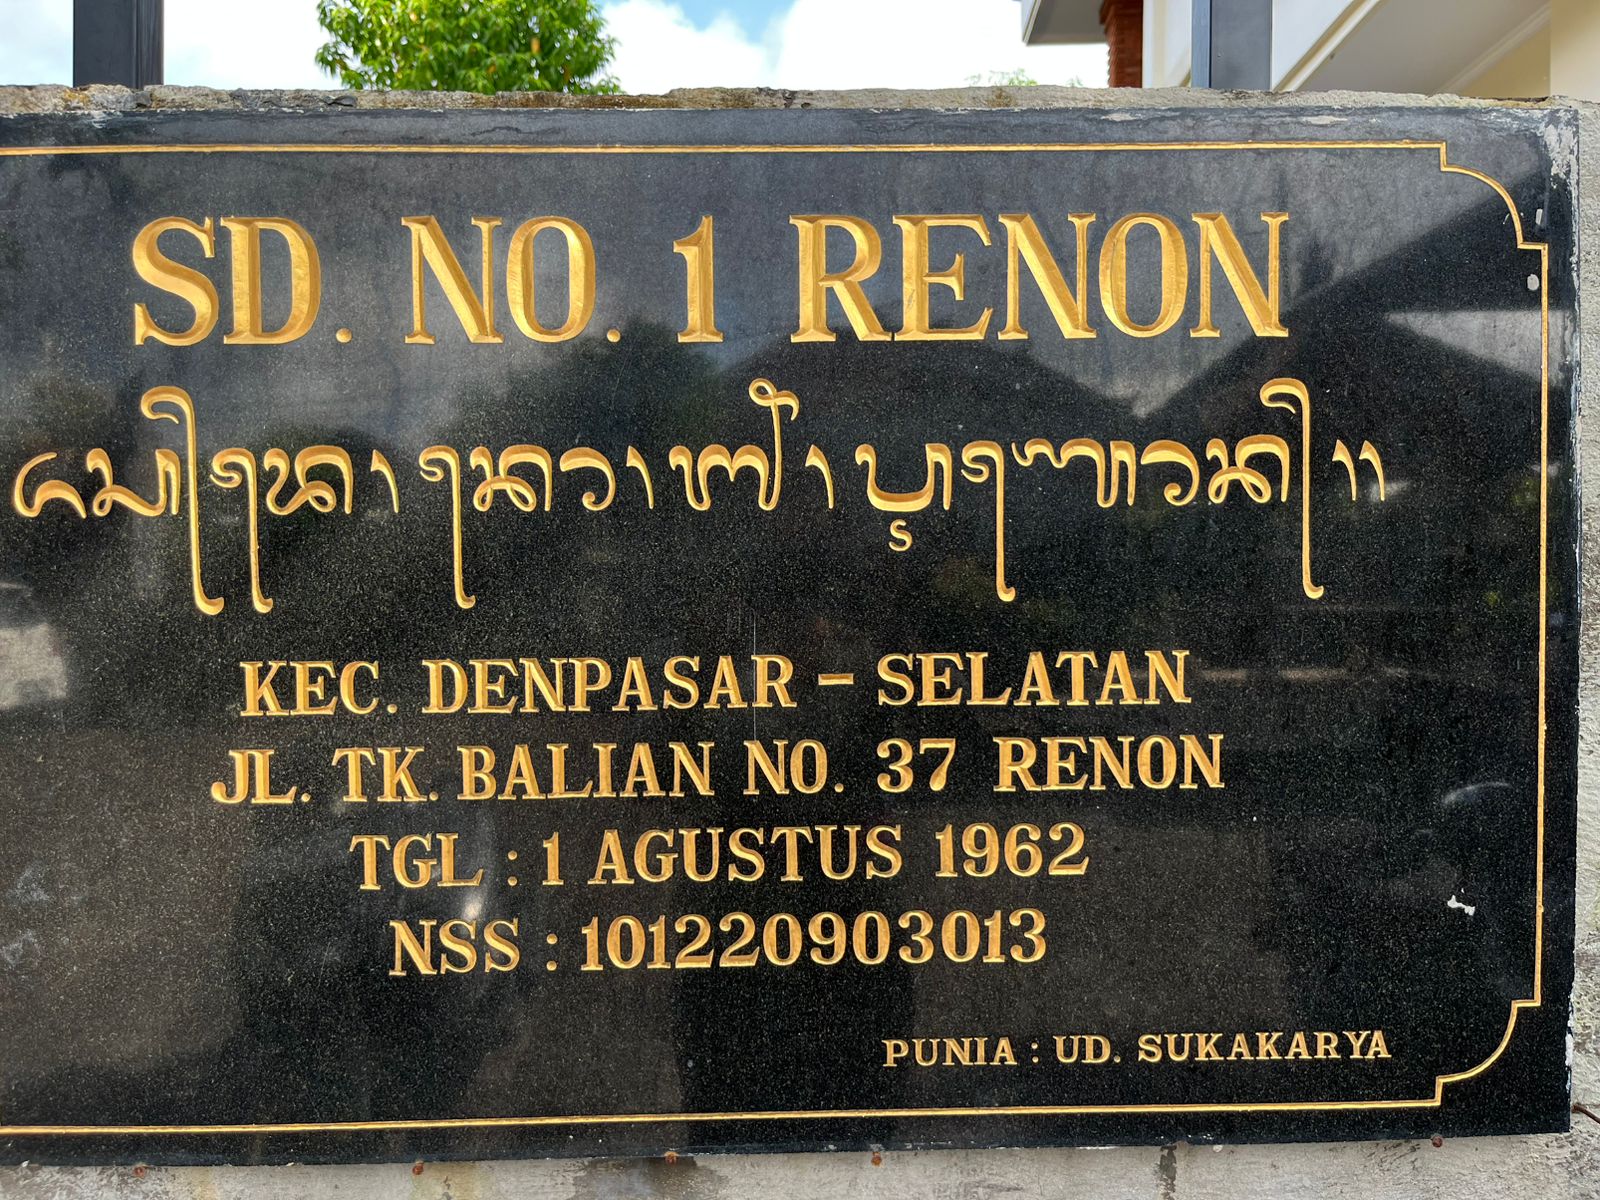 SD. NO. 1 RENON
KEC. DENPASAR - SELATAN
JL. TK. BALIAN NO. 37 RENON
TGL : 1 AGUSTUS 1962
NSS : 101220903013
PUNIA : UD. SUKAKARYA